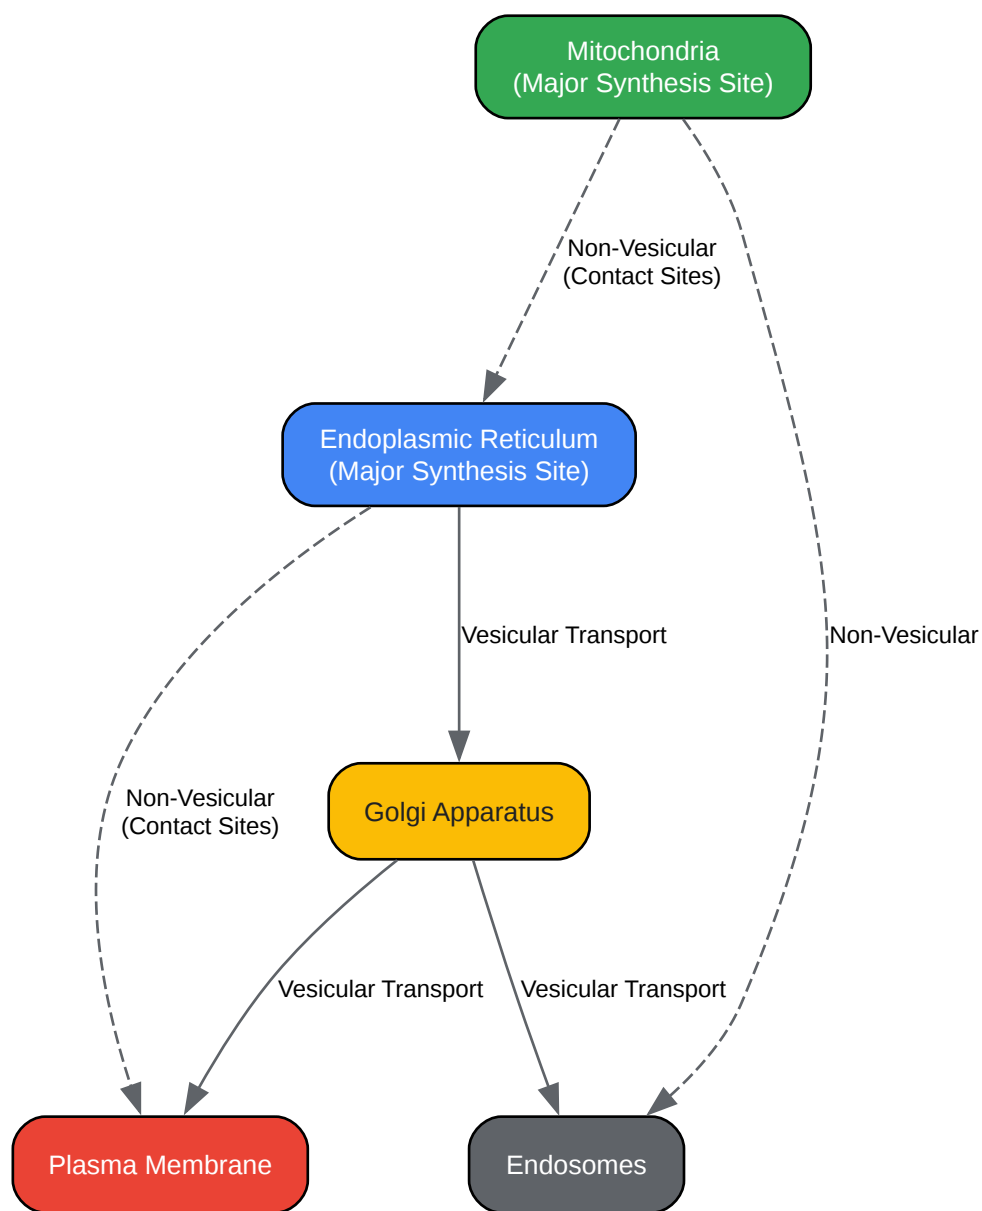 Mitochondria
(Major Synthesis Site)
Non-Vesicular
(Contact Sites)
Endoplasmic Reticulum
(Major Synthesis Site)
Vesicular Transport
Non-Vesicular
Non-Vesicular
(Contact Sites)
Golgi Apparatus
Vesicular Transport
Vesicular Transport
Plasma Membrane
Endosomes